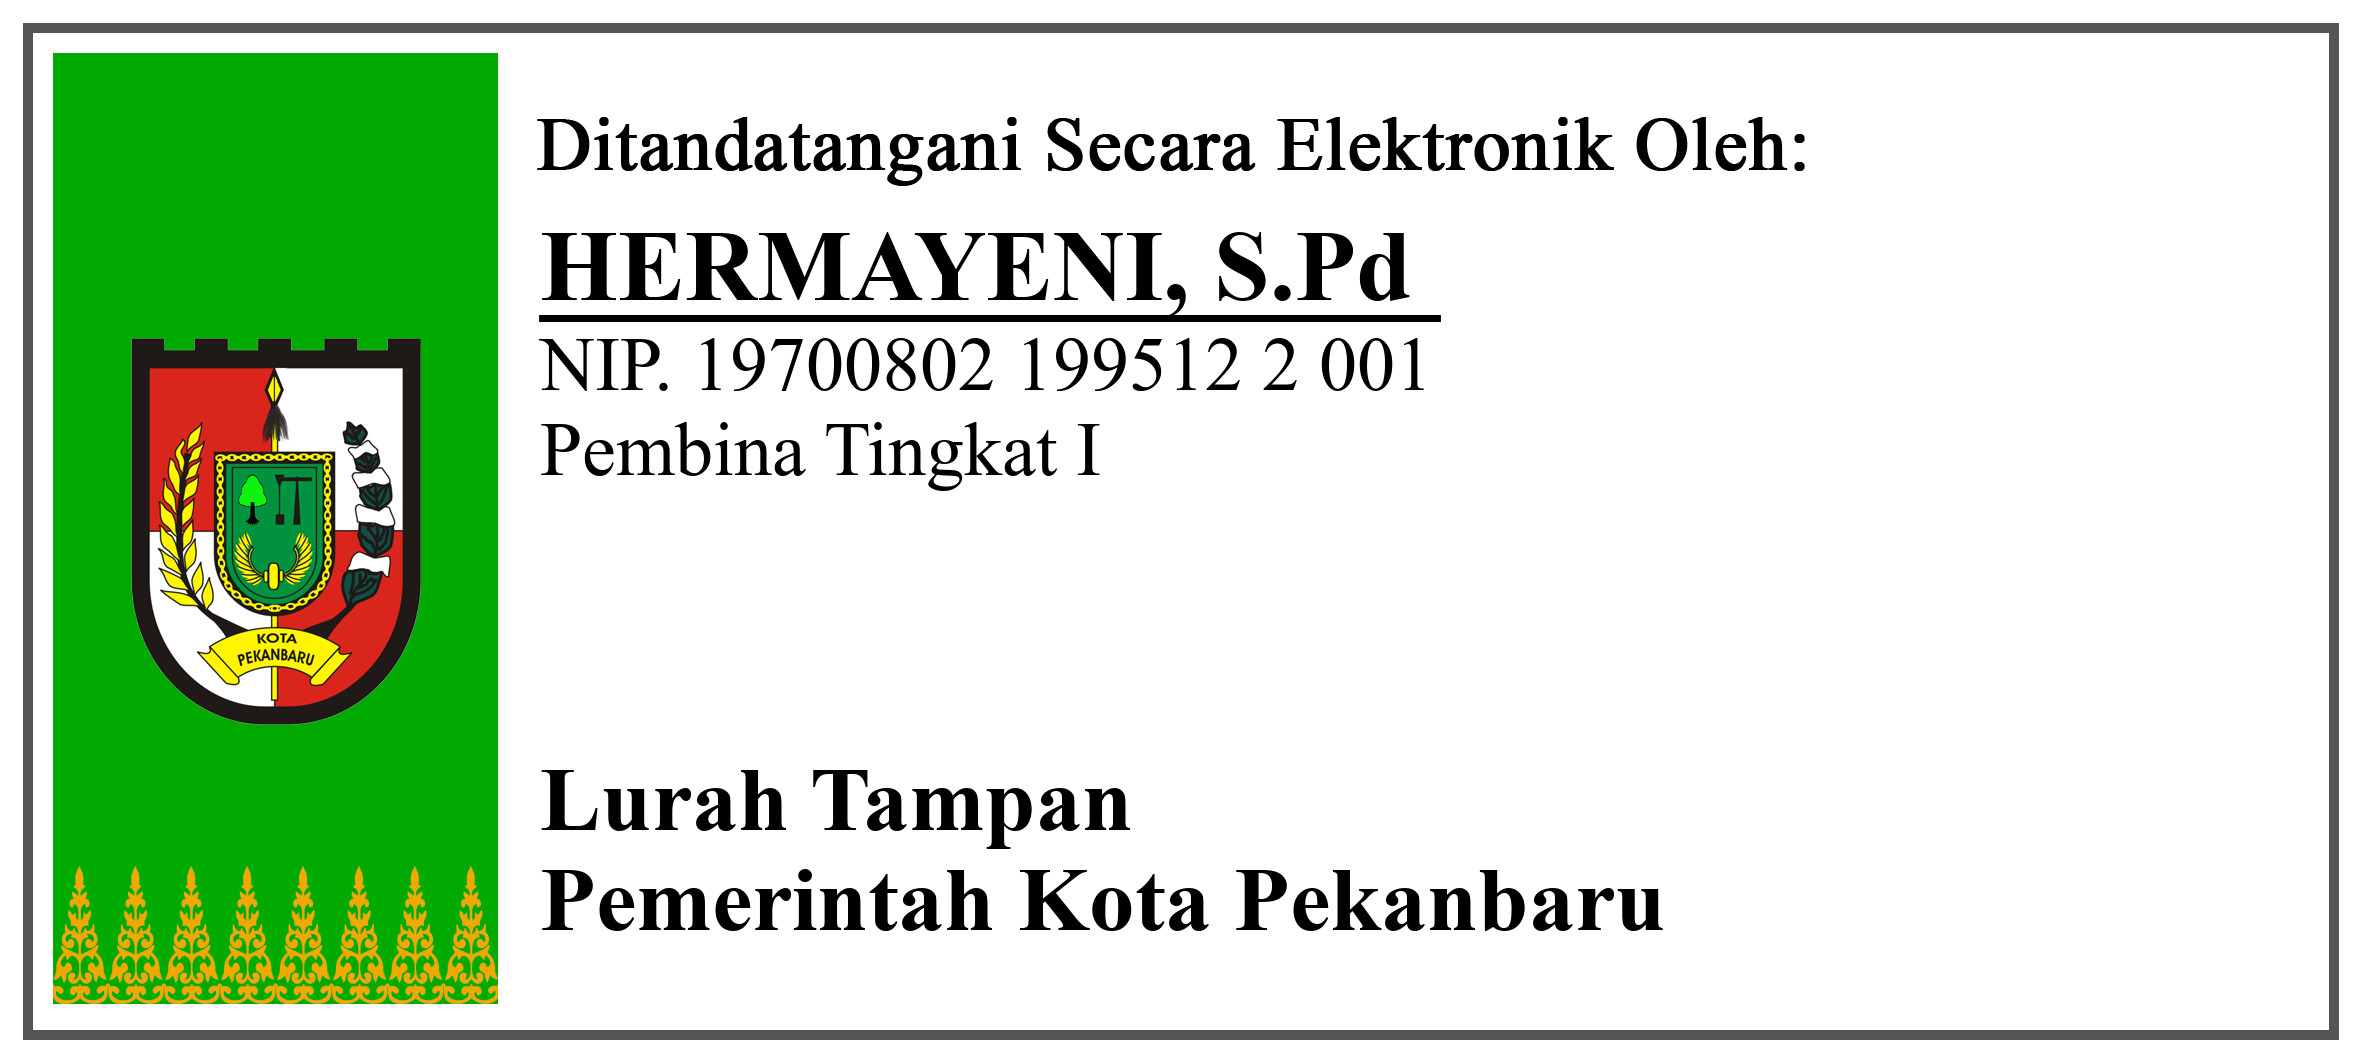 Ditandatangani Secara Elektronik Oleh:
HERMAYENI, S.Pd
NIP. 19700802 199512 2 001
Pembina Tingkat I
KOTA
PEKANBARU
Lurah Tampan
Pemerintah Kota Pekanbaru